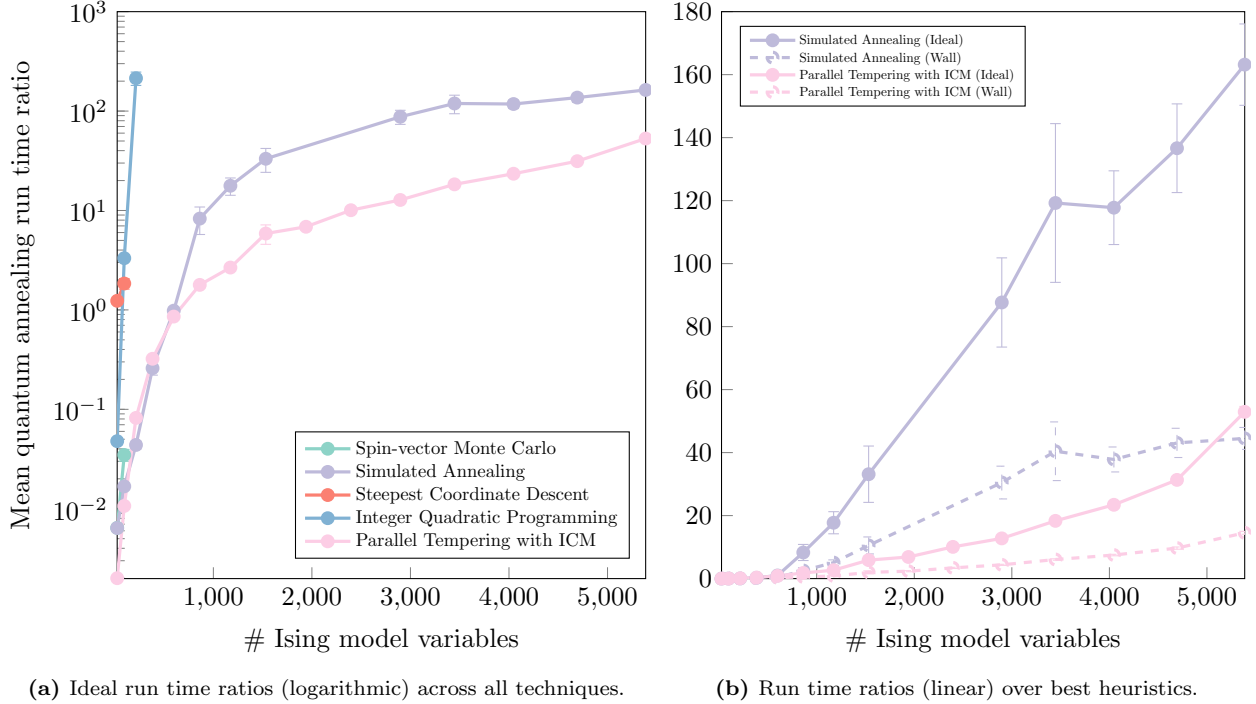 Mean quantum annealing run time ratio
10^3
10^2
10^1
10^0
10^−1
10^−2
1,000
2,000
3,000
4,000
5,000
# Ising model variables
Spin-vector Monte Carlo
Simulated Annealing
Steepest Coordinate Descent
Integer Quadratic Programming
Parallel Tempering with ICM
(a) Ideal run time ratios (logarithmic) across all techniques.
180
160
140
120
100
80
60
40
20
0
1,000
2,000
3,000
4,000
5,000
# Ising model variables
Simulated Annealing (Ideal)
Simulated Annealing (Wall)
Parallel Tempering with ICM (Ideal)
Parallel Tempering with ICM (Wall)
(b) Run time ratios (linear) over best heuristics.